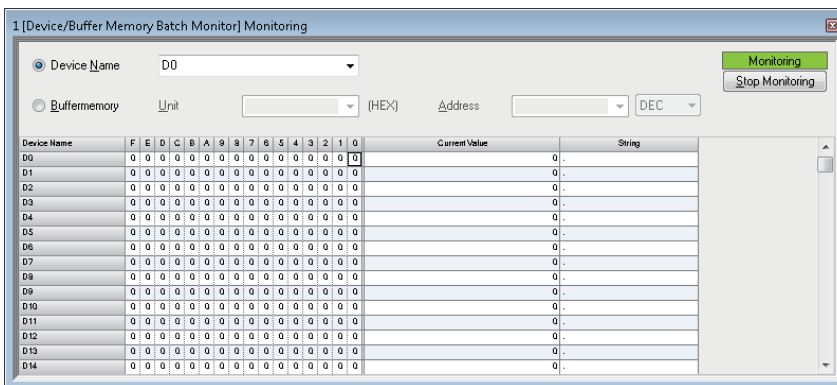 1 [Device/Buffer Memory Batch Monitor] Monitoring
Device Name D0 Monitoring
Stop Monitoring
Buffermemory Unit (HEX) Address DEC
Device Name F E D C B A 9 8 7 6 5 4 3 2 1 0 Current Value String
D0 0 0 0 0 0 0 0 0 0 0 0 0 0 0 0 0 0 .
D1 0 0 0 0 0 0 0 0 0 0 0 0 0 0 0 0 0 .
D2 0 0 0 0 0 0 0 0 0 0 0 0 0 0 0 0 0 .
D3 0 0 0 0 0 0 0 0 0 0 0 0 0 0 0 0 0 .
D4 0 0 0 0 0 0 0 0 0 0 0 0 0 0 0 0 0 .
D5 0 0 0 0 0 0 0 0 0 0 0 0 0 0 0 0 0 .
D6 0 0 0 0 0 0 0 0 0 0 0 0 0 0 0 0 0 .
D7 0 0 0 0 0 0 0 0 0 0 0 0 0 0 0 0 0 .
D8 0 0 0 0 0 0 0 0 0 0 0 0 0 0 0 0 0 .
D9 0 0 0 0 0 0 0 0 0 0 0 0 0 0 0 0 0 .
D10 0 0 0 0 0 0 0 0 0 0 0 0 0 0 0 0 0 .
D11 0 0 0 0 0 0 0 0 0 0 0 0 0 0 0 0 0 .
D12 0 0 0 0 0 0 0 0 0 0 0 0 0 0 0 0 0 .
D13 0 0 0 0 0 0 0 0 0 0 0 0 0 0 0 0 0 .
D14 0 0 0 0 0 0 0 0 0 0 0 0 0 0 0 0 0 .